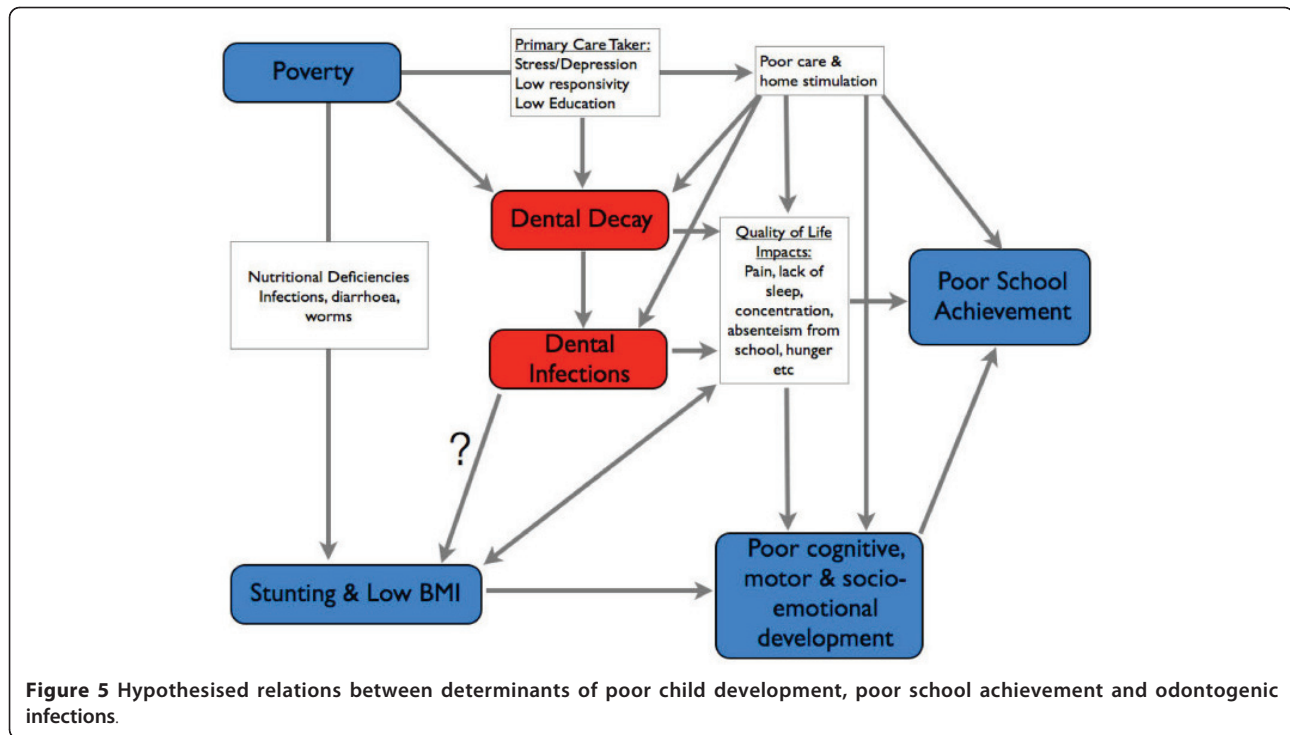 Poverty
Primary Care Taker:
Stress/Depression
Low responsivity
Low Education
Poor care &
home stimulation
Dental Decay
Quality of Life
Impacts:
Pain, lack of
sleep,
concentration,
absenteism from
school, hunger
etc
Nutritional Deficiencies
Infections, diarrhoea,
worms
Poor School
Achievement
Dental
Infections
?
Stunting & Low BMI
Poor cognitive,
motor & socio-
emotional
development
Figure 5 Hypothesised relations between determinants of poor child development, poor school achievement and odontogenic
infections.